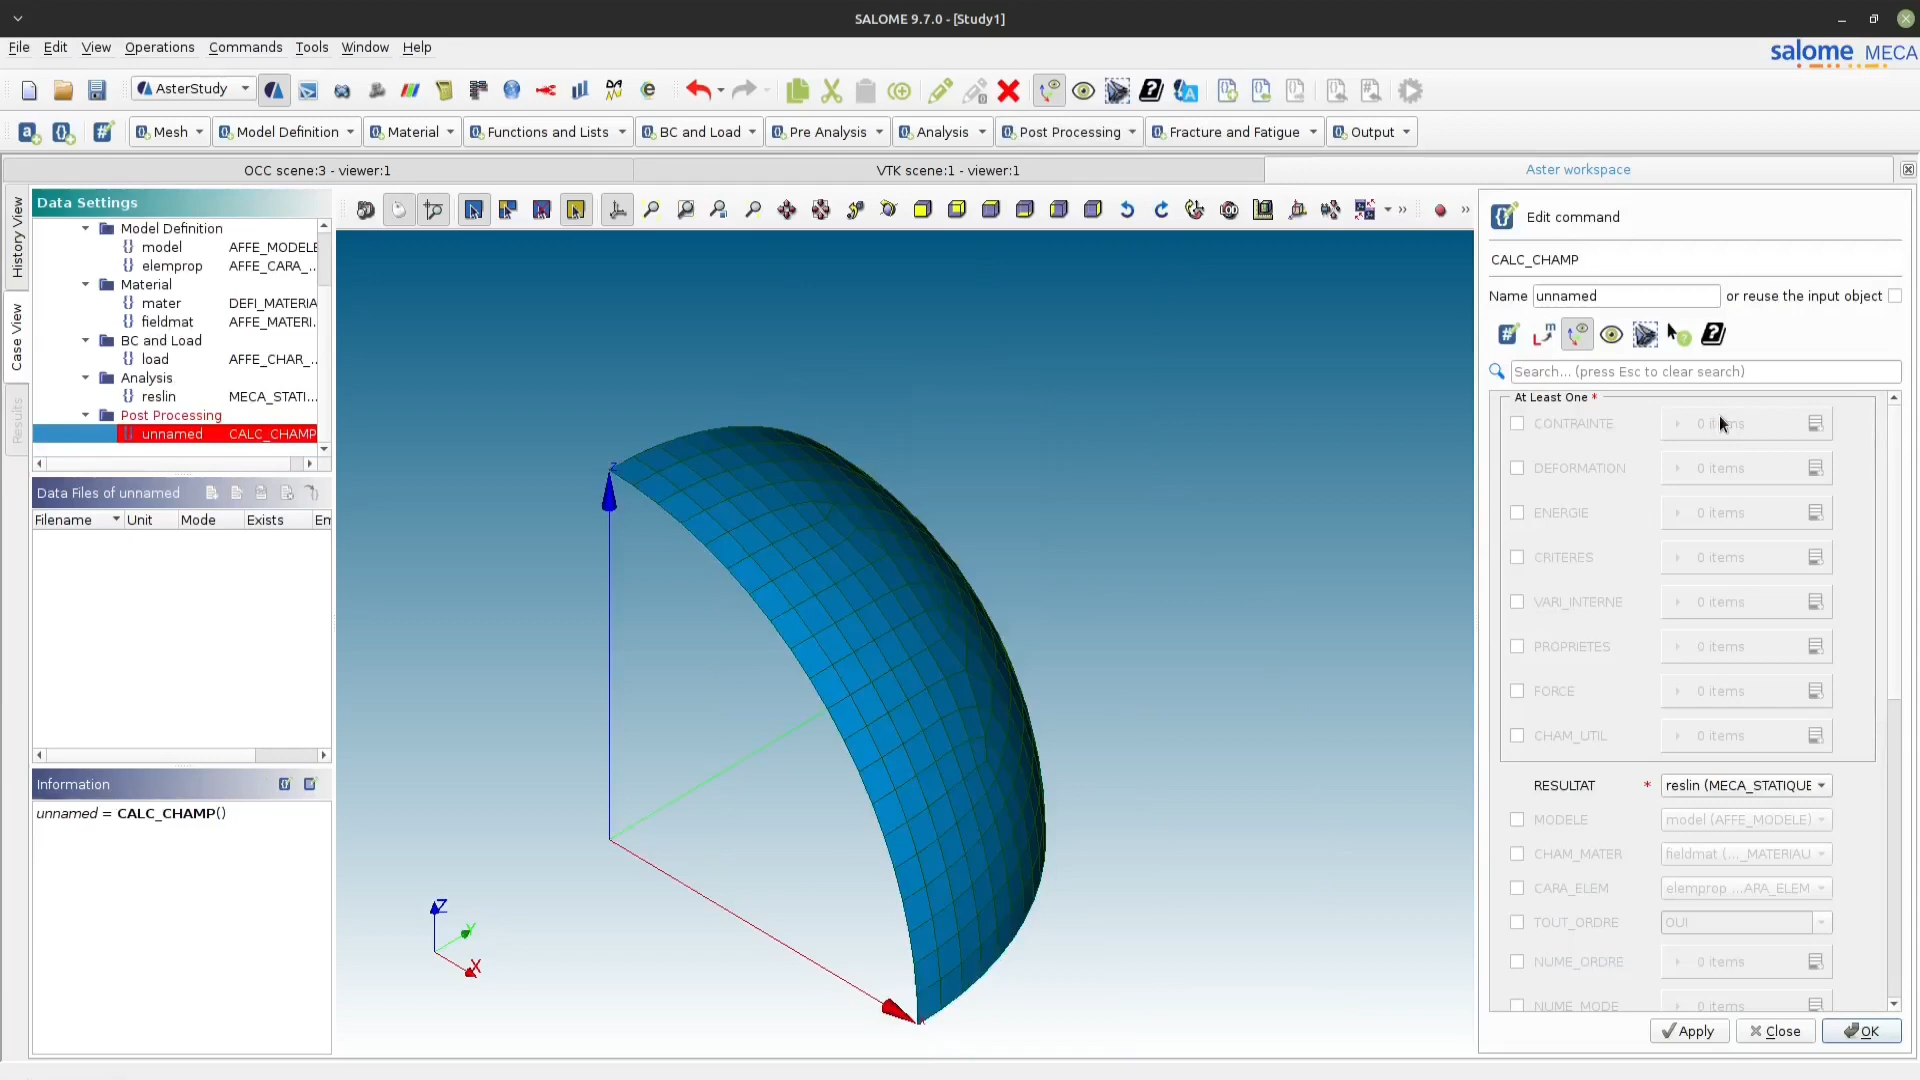 SALOME 9.7.0 - [Study1]
File Edit View Operations Commands Tools Window Help
salome MECA
AsterStudy
Mesh Model Definition Material Functions and Lists BC and Load Pre Analysis Analysis Post Processing Fracture and Fatigue Output
OCC scene:3 - viewer:1 VTK scene:1 - viewer:1 Aster workspace
History View
Case View
Results
Data Settings
Model Definition
model AFFE_MODELE
elemprop AFFE_CARA_...
Material
mater DEFI_MATERIA
fieldmat AFFE_MATERI.
BC and Load
load AFFE_CHAR_..
Analysis
reslin MECA_STATI...
Post Processing
unnamed CALC_CHAMP
Data Files of unnamed
Filename Unit Mode Exists Em
Information
unnamed = CALC_CHAMP()
Z
Z
Y
X
Edit command
CALC_CHAMP
Name unnamed or reuse the input object
Search... (press Esc to clear search)
At Least One *
CONTRAINTE 0 items
DEFORMATION 0 items
ENERGIE 0 items
CRITERES 0 items
VARI_INTERNE 0 items
PROPRIETES 0 items
FORCE 0 items
CHAM_UTIL 0 items
RESULTAT * reslin (MECA_STATIQUE
MODELE model (AFFE_MODELE)
CHAM_MATER fieldmat (..._MATERIAU
CARA_ELEM elemprop ...ARA_ELEM
TOUT_ORDRE OUI
NUME_ORDRE 0 items
NUME_MODE 0 items
Apply Close OK